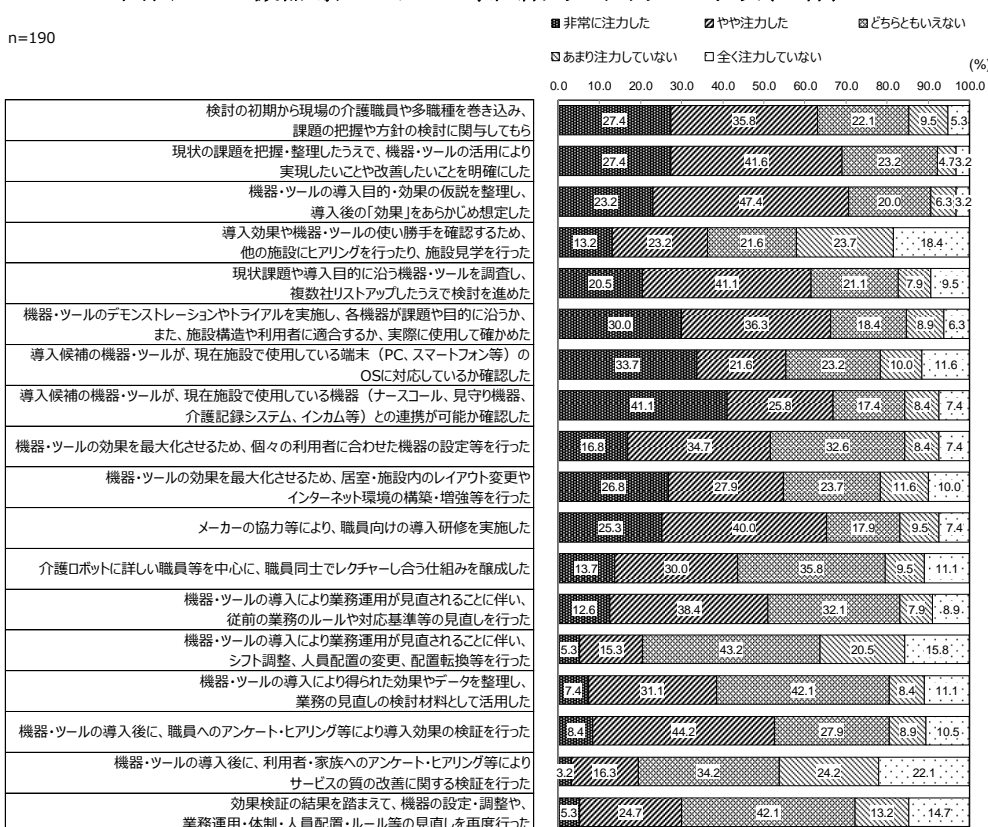 n=190
■ 非常に注力した
やや注力した
どちらともいえない
あまり注力していない
□ 全く注力していない
(%)
0.0 10.0 20.0 30.0 40.0 50.0 60.0 70.0 80.0 90.0 100.0
検討の初期から現場の介護職員や多職種を巻き込み、
課題の把握や方針の検討に関与してもら
27.4 35.8 22.1 9.5 5.3
現状の課題を把握・整理したうえで、機器・ツールの活用により
実現したいことや改善したいことを明確にした
27.4 41.6 23.2 4.7 3.2
機器・ツールの導入目的・効果の仮説を整理し、
導入後の「効果」をあらかじめ想定した
23.2 47.4 20.0 6.3 3.2
導入効果や機器・ツールの使い勝手を確認するため、
他の施設にヒアリングを行ったり、施設見学を行った
13.2 23.2 21.6 23.7 18.4
現状課題や導入目的に沿う機器・ツールを調査し、
複数社リストアップしたうえで検討を進めた
20.5 41.1 21.1 7.9 9.5
機器・ツールのデモンストレーションやトライアルを実施し、各機器が課題や目的に沿うか、
また、施設構造や利用者に適合するか、実際に使用して確かめた
30.0 36.3 18.4 8.9 6.3
導入候補の機器・ツールが、現在施設で使用している端末（PC、スマートフォン等）の
OSに対応しているか確認した
33.7 21.6 23.2 10.0 11.6
導入候補の機器・ツールが、現在施設で使用している機器（ナースコール、見守り機器、
介護記録システム、インカム等）との連携が可能か確認した
41.1 25.8 17.4 8.4 7.4
機器・ツールの効果を最大化させるため、個々の利用者に合わせた機器の設定等を行った
16.8 34.7 32.6 8.4 7.4
機器・ツールの効果を最大化させるため、居室・施設内のレイアウト変更や
インターネット環境の構築・増強等を行った
26.8 27.9 23.7 11.6 10.0
メーカーの協力等により、職員向けの導入研修を実施した
25.3 40.0 17.9 9.5 7.4
介護ロボットに詳しい職員等を中心に、職員同士でレクチャーし合う仕組みを醸成した
13.7 30.0 35.8 9.5 11.1
機器・ツールの導入により業務運用が見直されることに伴い、
従前の業務のルールや対応基準等の見直しを行った
12.6 38.4 32.1 7.9 8.9
機器・ツールの導入により業務運用が見直されることに伴い、
シフト調整、人員配置の変更、配置転換等を行った
5.3 15.3 43.2 20.5 15.8
機器・ツールの導入により得られた効果やデータを整理し、
業務の見直しの検討材料として活用した
7.4 31.1 42.1 8.4 11.1
機器・ツールの導入後に、職員へのアンケート・ヒアリング等により導入効果の検証を行った
8.4 44.2 27.9 8.9 10.5
機器・ツールの導入後に、利用者・家族へのアンケート・ヒアリング等により
サービスの質の改善に関する検証を行った
3.2 16.3 34.2 24.2 22.1
効果検証の結果を踏まえて、機器の設定・調整や、
業務運用・体制・人員配置・ルール等の見直しを再度行った
5.3 24.7 42.1 13.2 14.7